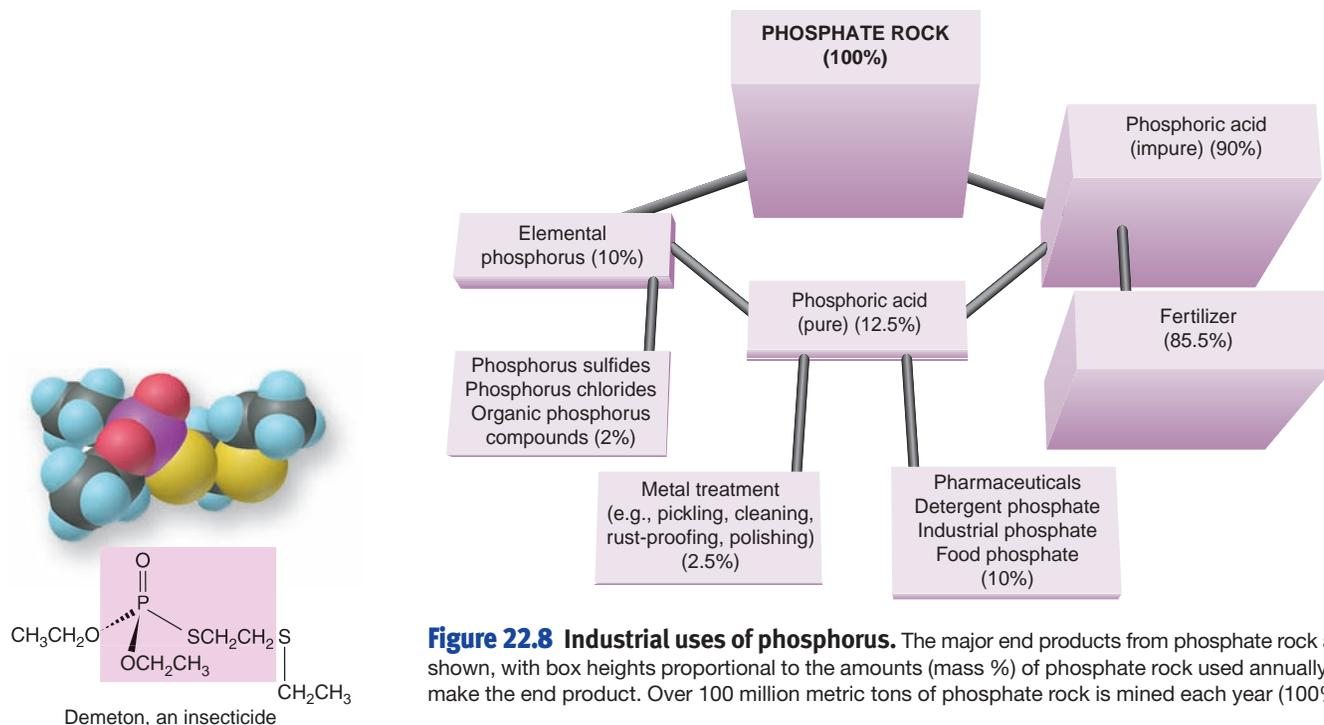 PHOSPHATE ROCK
(100%)
Phosphoric acid
(impure) (90%)
Elemental
phosphorus (10%)
Phosphoric acid
(pure) (12.5%)
Fertilizer
(85.5%)
Phosphorus sulfides
Phosphorus chlorides
Organic phosphorus
compounds (2%)
Metal treatment
(e.g., pickling, cleaning,
rust-proofing, polishing)
(2.5%)
Pharmaceuticals
Detergent phosphate
Industrial phosphate
Food phosphate
(10%)
O
P
CH3CH2O
SCH2CH2S
OCH2CH3
CH2CH3
Demeton, an insecticide
Figure 22.8 Industrial uses of phosphorus. The major end products from phosphate rock
shown, with box heights proportional to the amounts (mass %) of phosphate rock used annually
make the end product. Over 100 million metric tons of phosphate rock is mined each year (100%